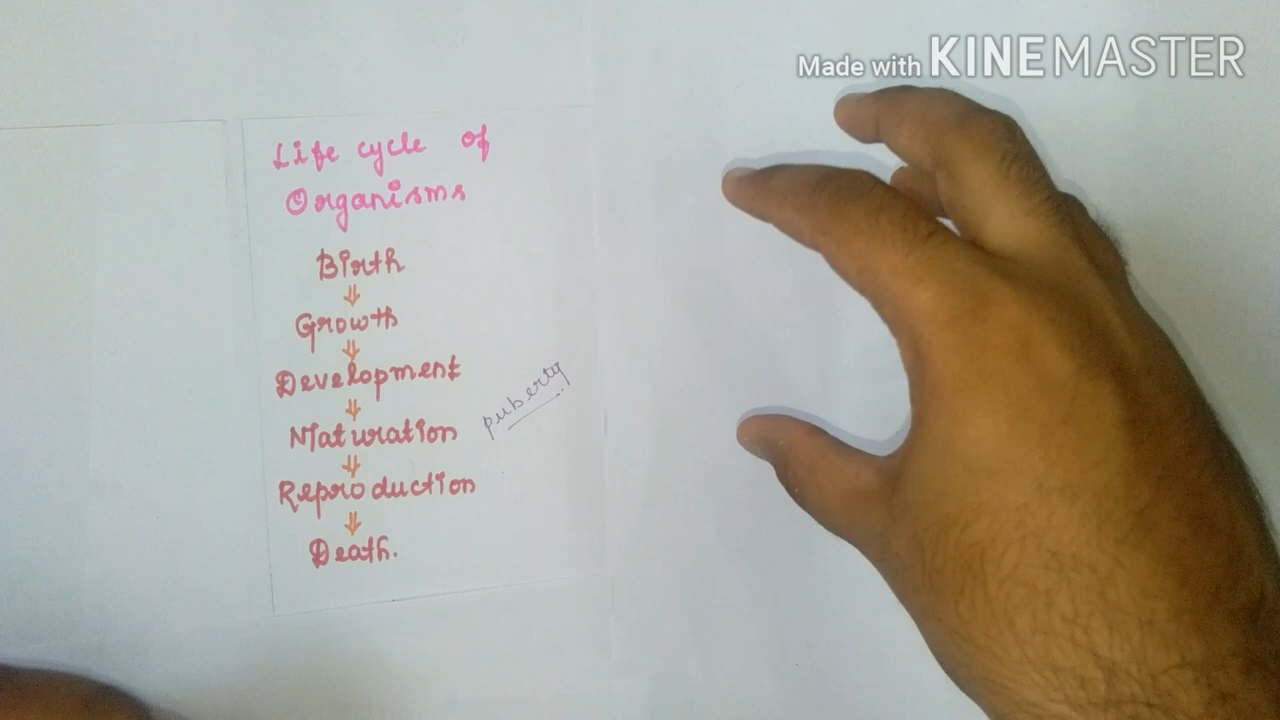 Made with KINEMASTER
Life cycle of
Organisms
Birth
⇓
Growth
⇓
Development
⇓
Maturation puberty
⇓
Reproduction
⇓
Death.